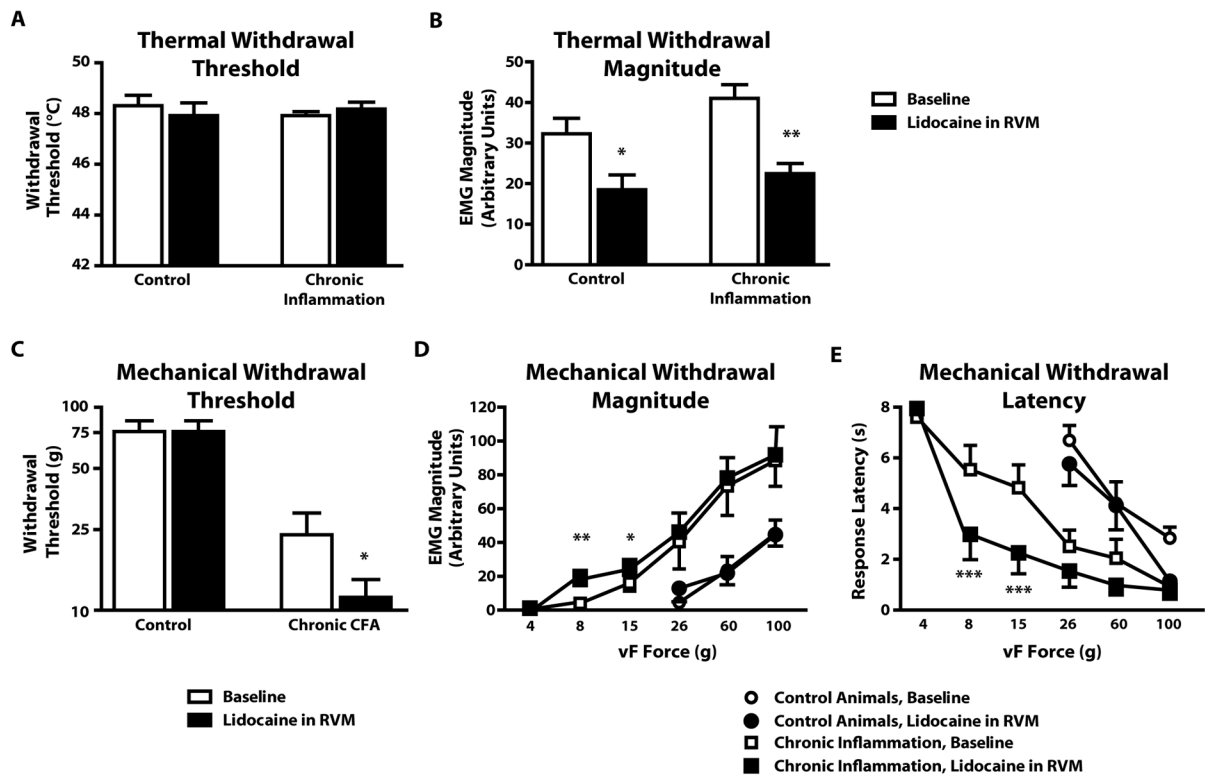 A
Thermal Withdrawal
Threshold
Withdrawal
Threshold (°C)
50
48
46
44
42
Control
Chronic
Inflammation
B
Thermal Withdrawal
Magnitude
EMG Magnitude
(Arbitrary Units)
50
40
30
20
10
0
*
**
Control
Chronic
Inflammation
Baseline
Lidocaine in RVM
C
Mechanical Withdrawal
Threshold
Withdrawal
Threshold (g)
100
75
50
25
10
*
Control
Chronic CFA
Baseline
Lidocaine in RVM
D
Mechanical Withdrawal
Magnitude
EMG Magnitude
(Arbitrary Units)
120
100
80
60
40
20
0
**
*
4 8 15 26 60 100
vF Force (g)
E
Mechanical Withdrawal
Latency
Response Latency (s)
8
6
4
2
0
***
***
4 8 15 26 60 100
vF Force (g)
Control Animals, Baseline
Control Animals, Lidocaine in RVM
Chronic Inflammation, Baseline
Chronic Inflammation, Lidocaine in RVM